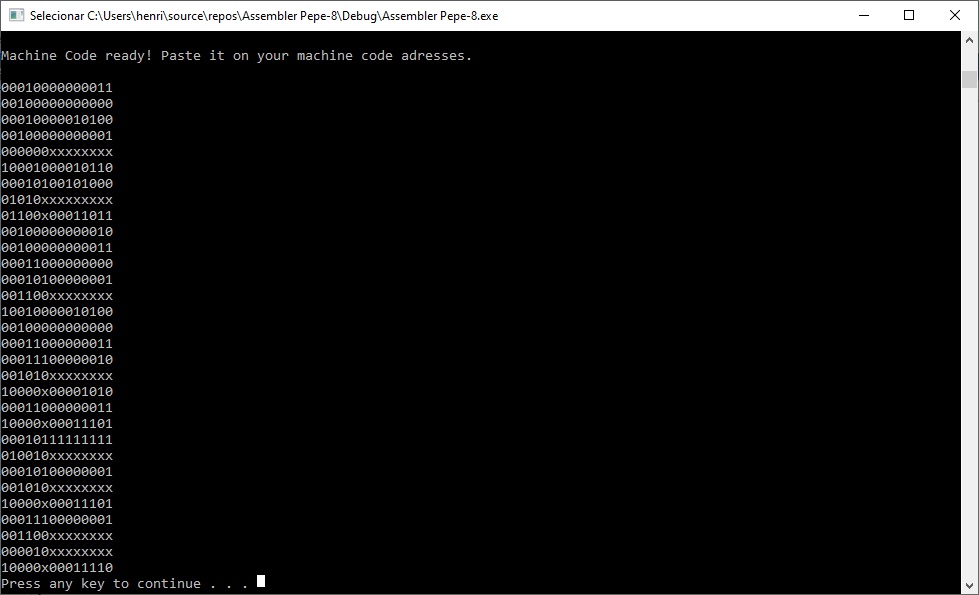 Selecionar C:\Users\henri\source\repos\Assembler Pepe-8\Debug\Assembler Pepe-8.exe
Machine Code ready! Paste it on your machine code adresses.
00010000000011
00100000000000
00010000010100
00100000000001
000000xxxxxxxx
10001000010110
00010100101000
01010xxxxxxxxx
01100x00011011
00100000000010
00100000000011
00011000000000
00010100000001
001100xxxxxxxx
10010000010100
00100000000000
00011000000011
00011100000010
001010xxxxxxxx
10000x00001010
00011000000011
10000x00011101
00010111111111
010010xxxxxxxx
00010100000001
001010xxxxxxxx
10000x00011101
00011100000001
001100xxxxxxxx
000010xxxxxxxx
10000x00011110
Press any key to continue . . .